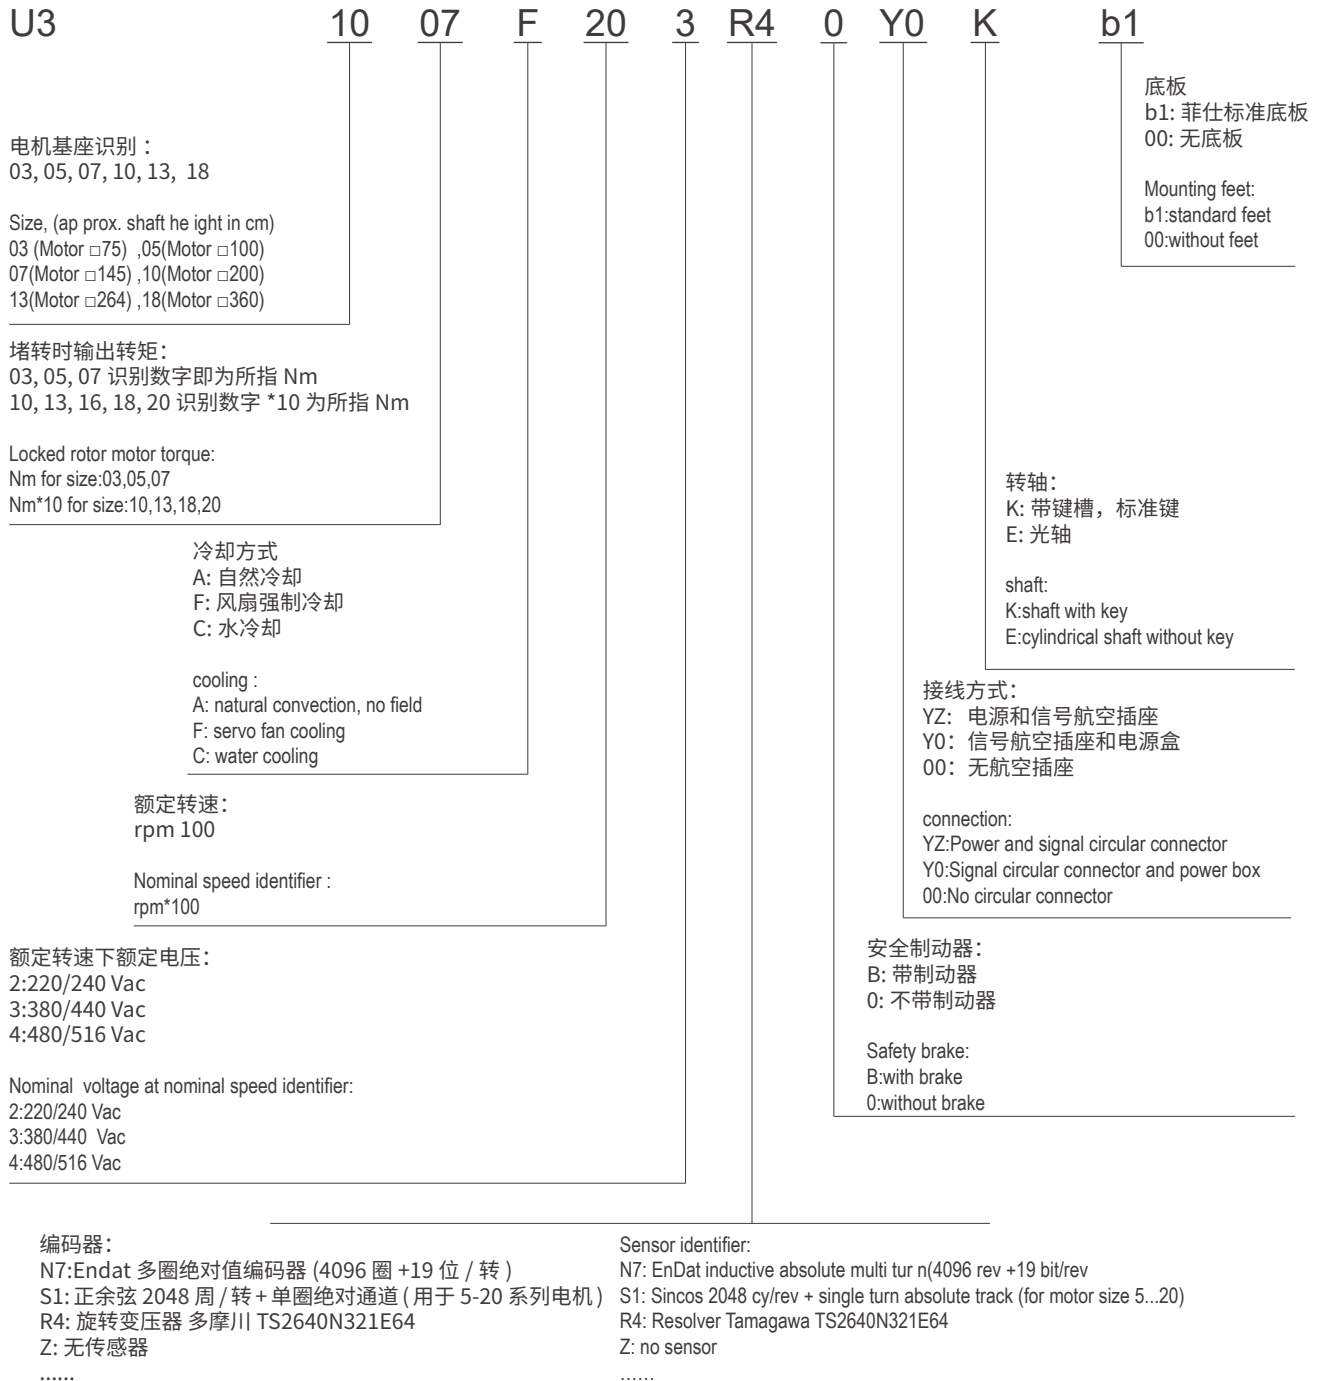 U3 10 07 F 20 3 R4 0 Y0 K b1
底板
b1: 菲仕标准底板
00: 无底板
Mounting feet:
b1:standard feet
00:without feet
电机基座识别：
03, 05, 07, 10, 13, 18
Size, (ap prox. shaft he ight in cm)
03 (Motor □75) ,05(Motor □100)
07(Motor □145) ,10(Motor □200)
13(Motor □264) ,18(Motor □360)
堵转时输出转矩：
03, 05, 07 识别数字即为所指 Nm
10, 13, 16, 18, 20 识别数字 *10 为所指 Nm
Locked rotor motor torque:
Nm for size:03,05,07
Nm*10 for size:10,13,18,20
转轴：
K: 带键槽，标准键
E: 光轴
shaft:
K:shaft with key
E:cylindrical shaft without key
冷却方式
A: 自然冷却
F: 风扇强制冷却
C: 水冷却
cooling :
A: natural convection, no field
F: servo fan cooling
C: water cooling
接线方式：
YZ: 电源和信号航空插座
Y0：信号航空插座和电源盒
00：无航空插座
connection:
YZ:Power and signal circular connector
Y0:Signal circular connector and power box
00:No circular connector
额定转速：
rpm 100
Nominal speed identifier :
rpm*100
额定转速下额定电压：
2:220/240 Vac
3:380/440 Vac
4:480/516 Vac
Nominal voltage at nominal speed identifier:
2:220/240 Vac
3:380/440 Vac
4:480/516 Vac
安全制动器：
B: 带制动器
0: 不带制动器
Safety brake:
B:with brake
0:without brake
编码器：
N7:Endat 多圈绝对值编码器 (4096 圈 +19 位 / 转 )
S1: 正余弦 2048 周 / 转 + 单圈绝对通道 ( 用于 5-20 系列电机 )
R4: 旋转变压器 多摩川 TS2640N321E64
Z: 无传感器
......
Sensor identifier:
N7: EnDat inductive absolute multi tur n(4096 rev +19 bit/rev
S1: Sincos 2048 cy/rev + single turn absolute track (for motor size 5...20)
R4: Resolver Tamagawa TS2640N321E64
Z: no sensor
......